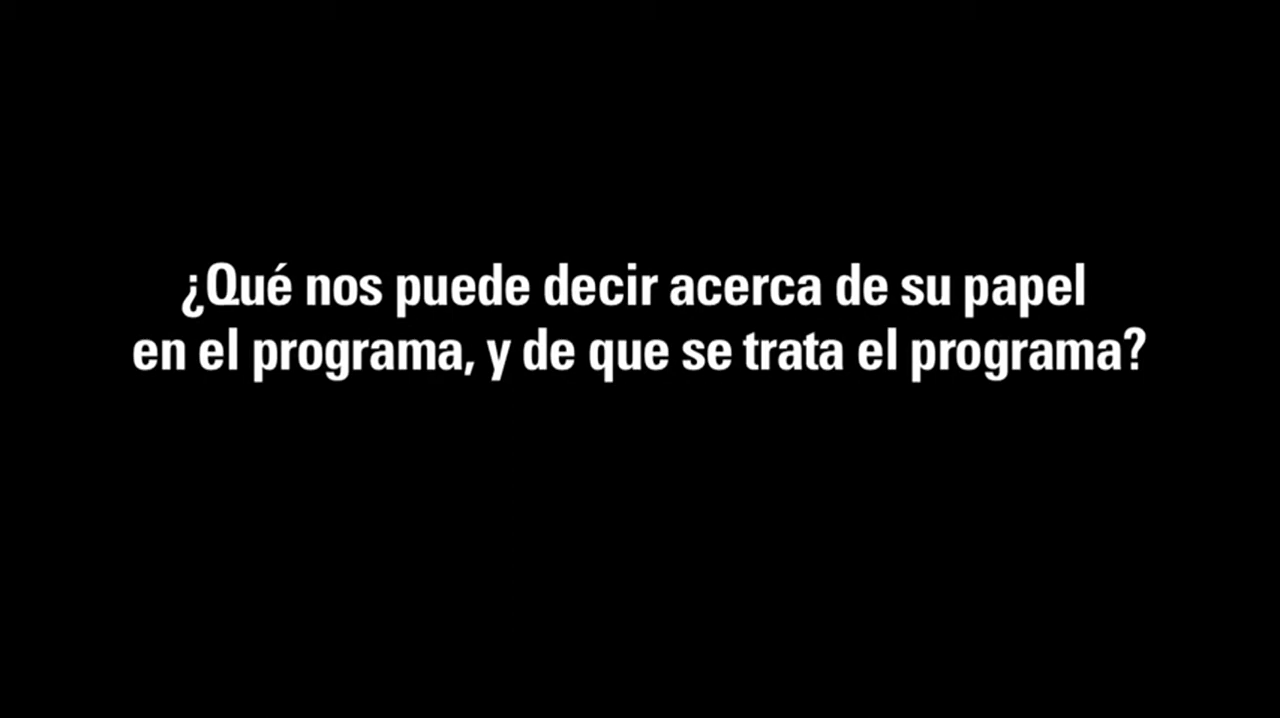 ¿Qué nos puede decir acerca de su papel
en el programa, y de que se trata el programa?